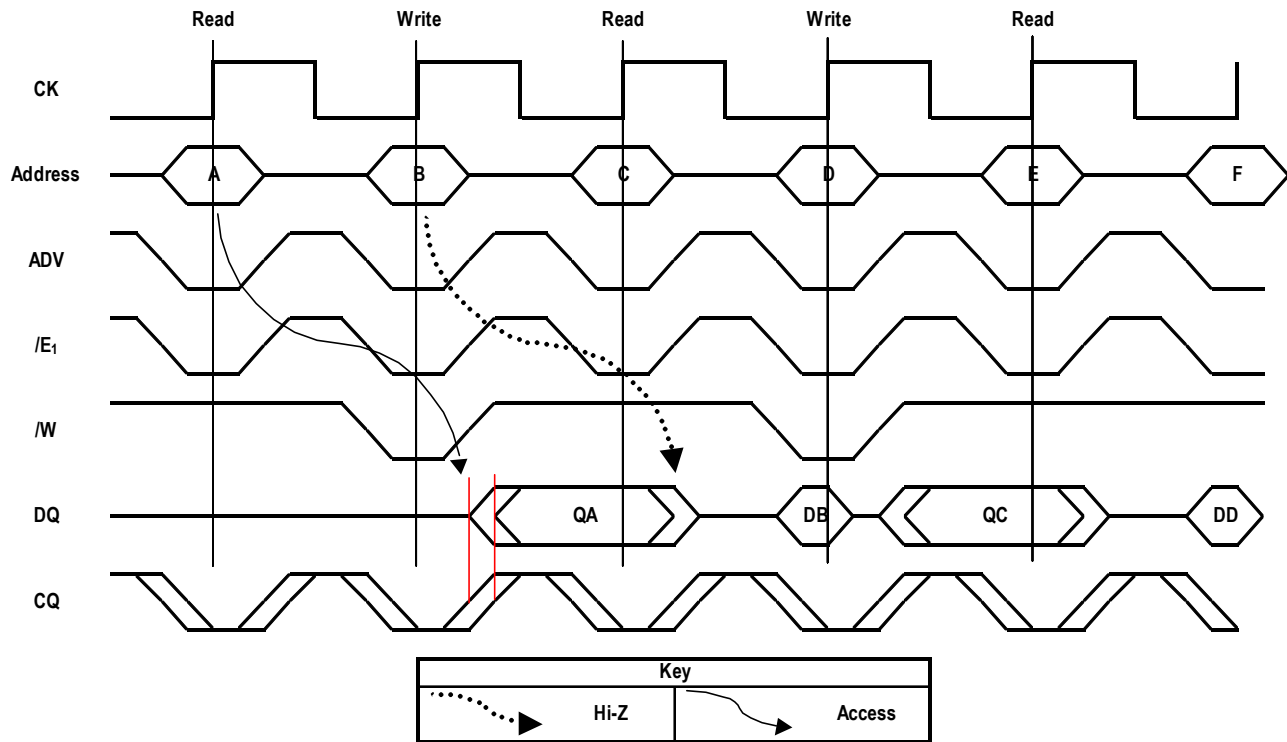 Read Write Read Write Read
CK
Address A B C D E F
ADV
/E₁
/W
DQ QA DB QC DD
CQ
Key
Hi-Z Access